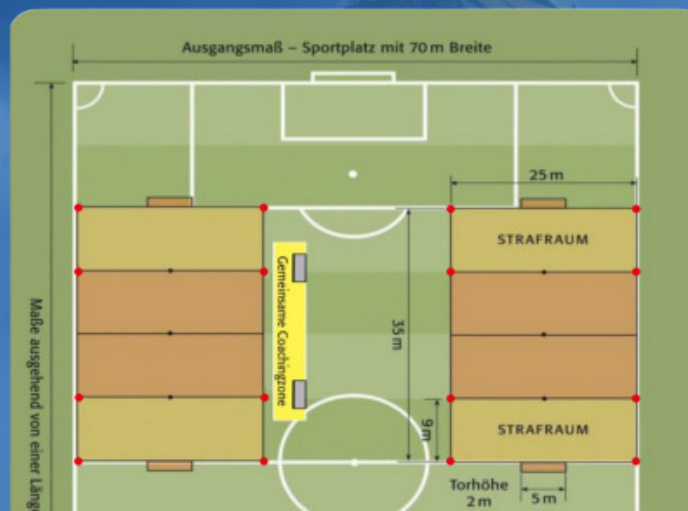 Ausgangsmaß – Sportplatz mit 70 m Breite
25 m
STRAFRAUM
Gemeinsame Coachingzone
35 m
Maße ausgehend von einer Länge
9 m
STRAFRAUM
Torhöhe
2 m
5 m